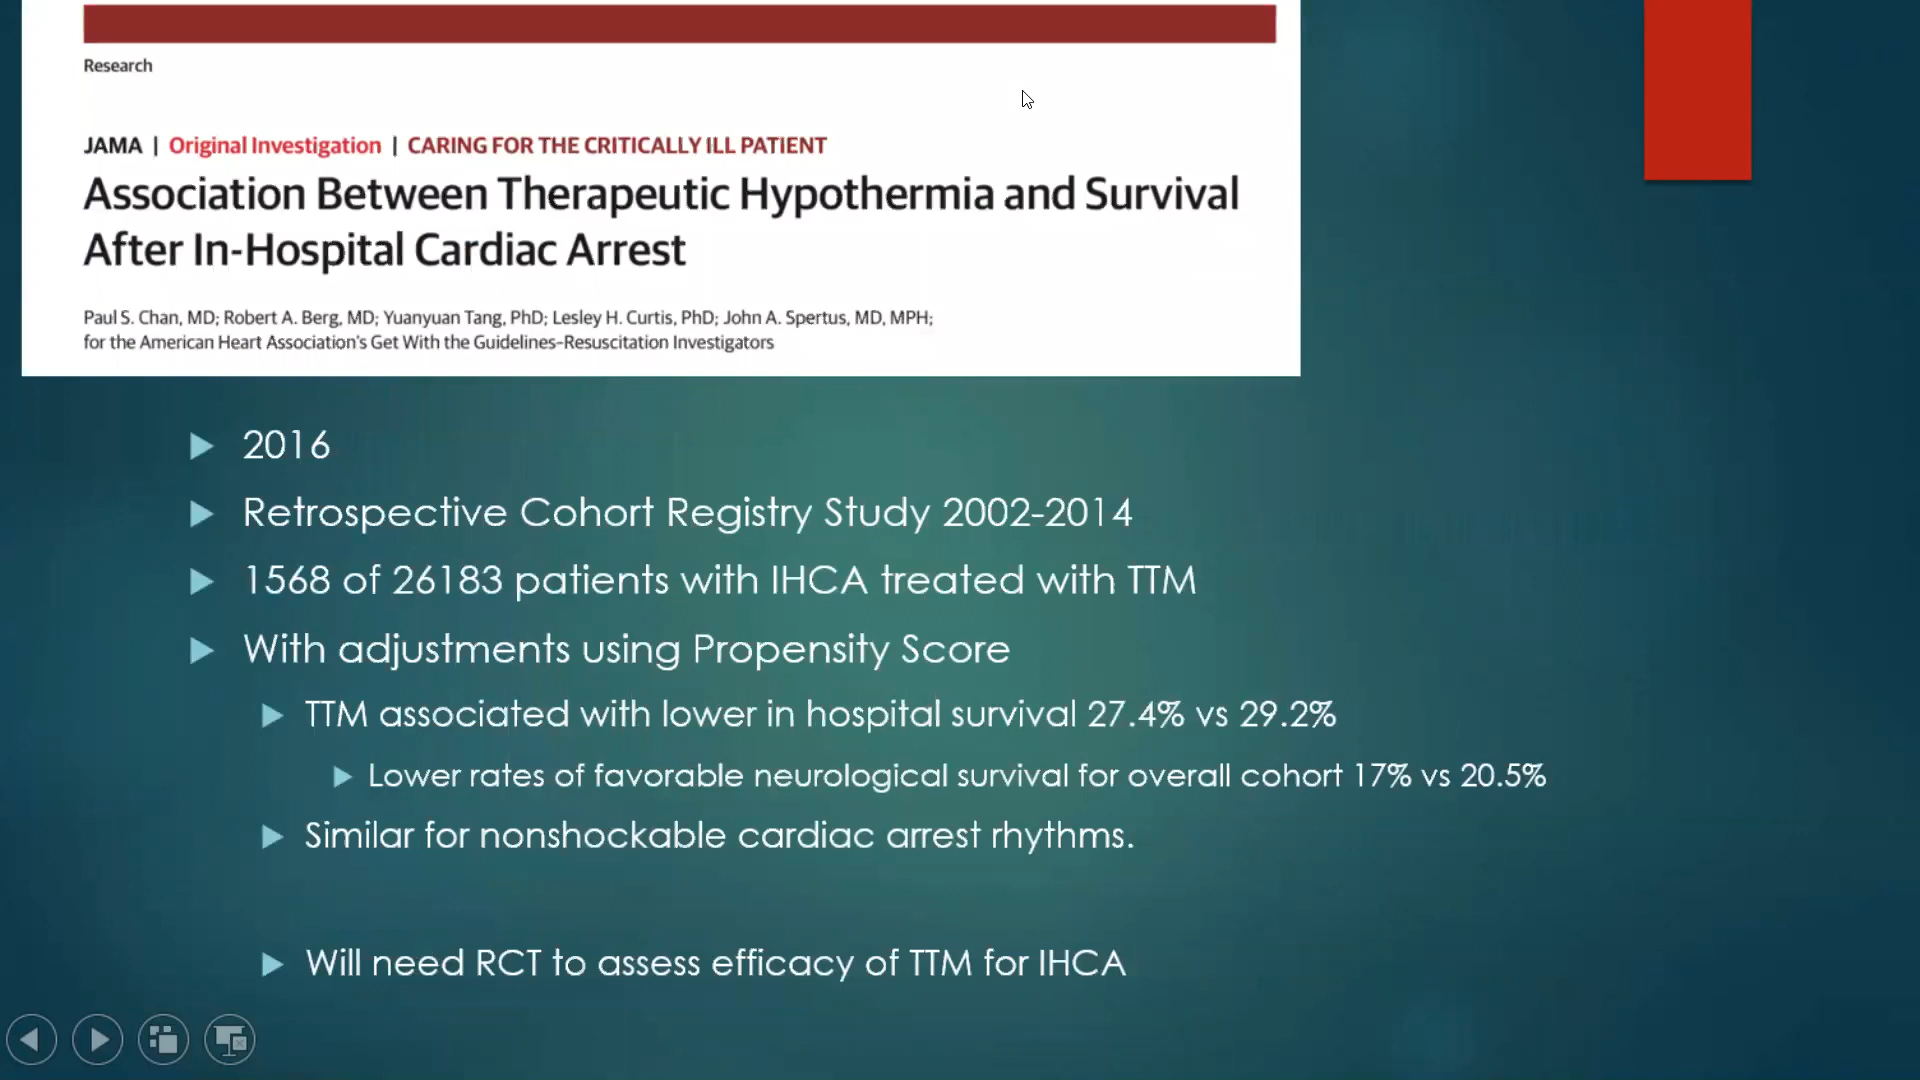 Research
JAMA | Original Investigation | CARING FOR THE CRITICALLY ILL PATIENT
Association Between Therapeutic Hypothermia and Survival
After In-Hospital Cardiac Arrest
Paul S. Chan, MD; Robert A. Berg, MD; Yuanyuan Tang, PhD; Lesley H. Curtis, PhD; John A. Spertus, MD, MPH;
for the American Heart Association's Get With the Guidelines–Resuscitation Investigators
2016
Retrospective Cohort Registry Study 2002-2014
1568 of 26183 patients with IHCA treated with TTM
With adjustments using Propensity Score
TTM associated with lower in hospital survival 27.4% vs 29.2%
Lower rates of favorable neurological survival for overall cohort 17% vs 20.5%
Similar for nonshockable cardiac arrest rhythms.
Will need RCT to assess efficacy of TTM for IHCA